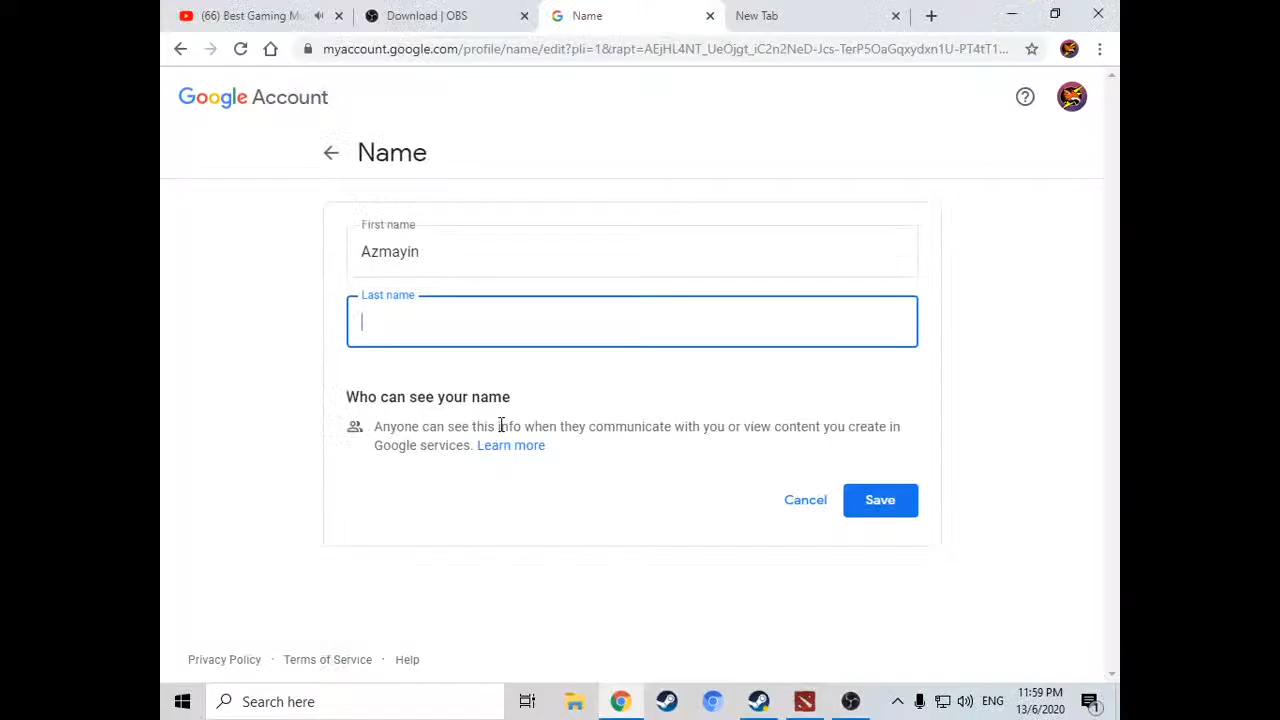 (66) Best Gaming Mu
Download | OBS
Name
New Tab
myaccount.google.com/profile/name/edit?pli=1&rapt=AEjHL4NT_UeOjgt_iC2n2NeD-Jcs-TerP5OaGqxydxn1U-PT4tT1...
Google Account
Name
First name
Azmayin
Last name
Who can see your name
Anyone can see this info when they communicate with you or view content you create in
Google services. Learn more
Cancel
Save
Privacy Policy · Terms of Service · Help
Search here
ENG
11:59 PM
13/6/2020
1